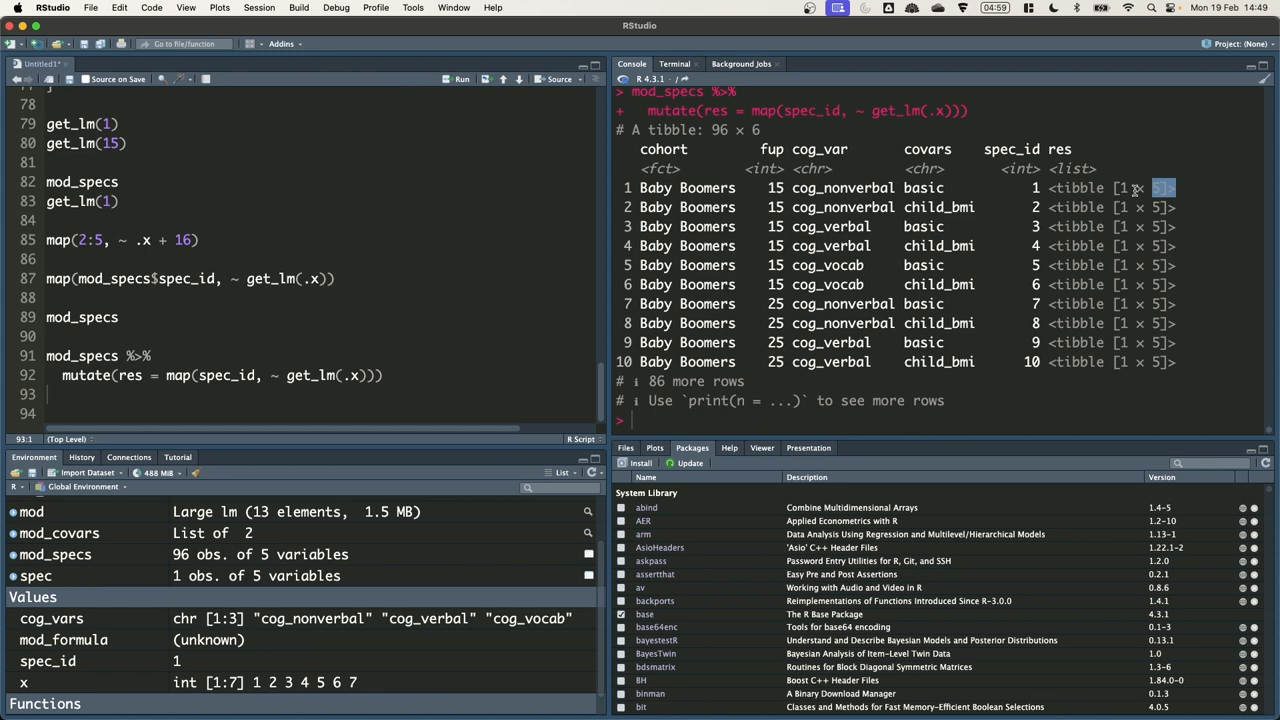 RStudio File Edit Code View Plots Session Build Debug Profile Tools Window Help 04:59 Mon 19 Feb 14:49
RStudio
Go to file/function Addins Project: (None)
Untitled1*
Source on Save Run Source
77 }
78
79 get_lm(1)
80 get_lm(15)
81
82 mod_specs
83 get_lm(1)
84
85 map(2:5, ~ .x + 16)
86
87 map(mod_specs$spec_id, ~ get_lm(.x))
88
89 mod_specs
90
91 mod_specs %>%
92 mutate(res = map(spec_id, ~ get_lm(.x)))
93
94
93:1 (Top Level) R Script
Environment History Connections Tutorial
Import Dataset 488 MiB List
R Global Environment
mod Large lm (13 elements, 1.5 MB)
mod_covars List of 2
mod_specs 96 obs. of 5 variables
spec 1 obs. of 5 variables
Values
cog_vars chr [1:3] "cog_nonverbal" "cog_verbal" "cog_vocab"
mod_formula (unknown)
spec_id 1
x int [1:7] 1 2 3 4 5 6 7
Functions
Console Terminal Background Jobs
R 4.3.1 · ~/
> mod_specs %>%
+ mutate(res = map(spec_id, ~ get_lm(.x)))
# A tibble: 96 × 6
cohort fup cog_var covars spec_id res
<fct> <int> <chr> <chr> <int> <list>
1 Baby Boomers 15 cog_nonverbal basic 1 <tibble [1 × 5]>
2 Baby Boomers 15 cog_nonverbal child_bmi 2 <tibble [1 × 5]>
3 Baby Boomers 15 cog_verbal basic 3 <tibble [1 × 5]>
4 Baby Boomers 15 cog_verbal child_bmi 4 <tibble [1 × 5]>
5 Baby Boomers 15 cog_vocab basic 5 <tibble [1 × 5]>
6 Baby Boomers 15 cog_vocab child_bmi 6 <tibble [1 × 5]>
7 Baby Boomers 25 cog_nonverbal basic 7 <tibble [1 × 5]>
8 Baby Boomers 25 cog_nonverbal child_bmi 8 <tibble [1 × 5]>
9 Baby Boomers 25 cog_verbal basic 9 <tibble [1 × 5]>
10 Baby Boomers 25 cog_verbal child_bmi 10 <tibble [1 × 5]>
# ℹ 86 more rows
# ℹ Use `print(n = ...)` to see more rows
>
Files Plots Packages Help Viewer Presentation
Install Update
Name Description Version
System Library
abind Combine Multidimensional Arrays 1.4-5
AER Applied Econometrics with R 1.2-10
arm Data Analysis Using Regression and Multilevel/Hierarchical Models 1.13-1
AsioHeaders 'Asio' C++ Header Files 1.22.1-2
askpass Password Entry Utilities for R, Git, and SSH 1.2.0
assertthat Easy Pre and Post Assertions 0.2.1
av Working with Audio and Video in R 0.8.6
backports Reimplementations of Functions Introduced Since R-3.0.0 1.4.1
base The R Base Package 4.3.1
base64enc Tools for base64 encoding 0.1-3
bayestestR Understand and Describe Bayesian Models and Posterior Distributions 0.13.1
BayesTwin Bayesian Analysis of Item-Level Twin Data 1.0
bdsmatrix Routines for Block Diagonal Symmetric Matrices 1.3-6
BH Boost C++ Header Files 1.84.0-0
binman A Binary Download Manager 0.1.3
bit Classes and Methods for Fast Memory-Efficient Boolean Selections 4.0.5